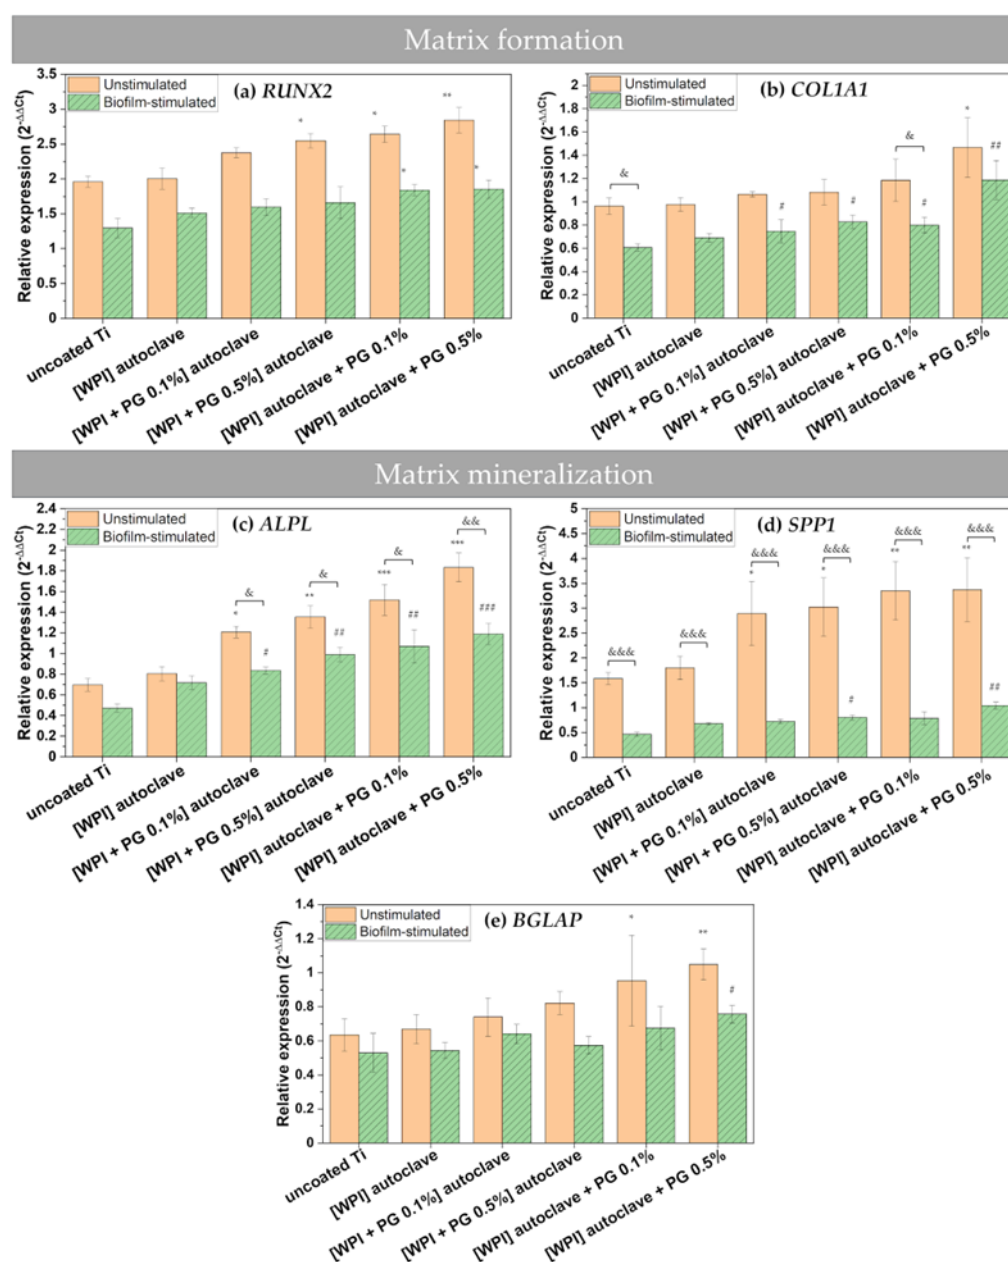 Matrix formation
(a) RUNX2
Unstimulated
Biofilm-stimulated
Relative expression (2^-ΔΔCt)
3.5
3
2.5
2
1.5
1
0.5
0
* * ** * *
uncoated Ti
[WPI] autoclave
[WPI + PG 0.1%] autoclave
[WPI + PG 0.5%] autoclave
[WPI] autoclave + PG 0.1%
[WPI] autoclave + PG 0.5%
(b) COL1A1
Unstimulated
Biofilm-stimulated
Relative expression (2^-ΔΔCt)
2
1.8
1.6
1.4
1.2
1
0.8
0.6
0.4
0.2
0
& # # & # * ##
uncoated Ti
[WPI] autoclave
[WPI + PG 0.1%] autoclave
[WPI + PG 0.5%] autoclave
[WPI] autoclave + PG 0.1%
[WPI] autoclave + PG 0.5%
Matrix mineralization
(c) ALPL
Unstimulated
Biofilm-stimulated
Relative expression (2^-ΔΔCt)
2.4
2.2
2
1.8
1.6
1.4
1.2
1
0.8
0.6
0.4
0.2
0
* & # ** & ## *** & ## *** && ###
uncoated Ti
[WPI] autoclave
[WPI + PG 0.1%] autoclave
[WPI + PG 0.5%] autoclave
[WPI] autoclave + PG 0.1%
[WPI] autoclave + PG 0.5%
(d) SPP1
Unstimulated
Biofilm-stimulated
Relative expression (2^-ΔΔCt)
5
4.5
4
3.5
3
2.5
2
1.5
1
0.5
0
&&& &&& * &&& * &&& # ** &&& ** &&& ##
uncoated Ti
[WPI] autoclave
[WPI + PG 0.1%] autoclave
[WPI + PG 0.5%] autoclave
[WPI] autoclave + PG 0.1%
[WPI] autoclave + PG 0.5%
(e) BGLAP
Unstimulated
Biofilm-stimulated
Relative expression (2^-ΔΔCt)
1.4
1.2
1
0.8
0.6
0.4
0.2
0
* ** #
uncoated Ti
[WPI] autoclave
[WPI + PG 0.1%] autoclave
[WPI + PG 0.5%] autoclave
[WPI] autoclave + PG 0.1%
[WPI] autoclave + PG 0.5%